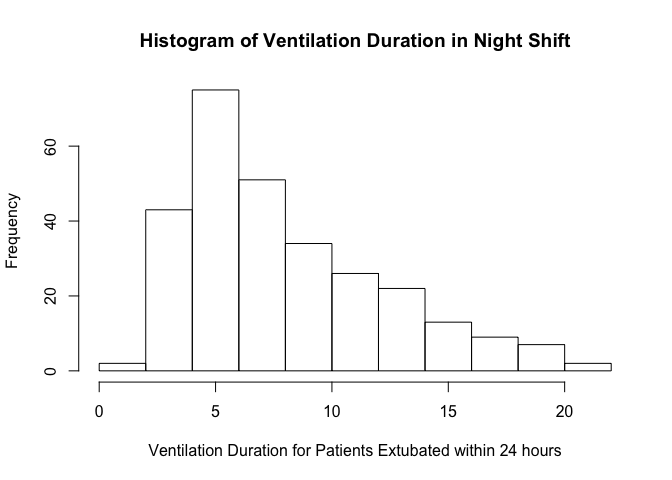 Histogram of Ventilation Duration in Night Shift
Frequency
60
40
20
0
0 5 10 15 20
Ventilation Duration for Patients Extubated within 24 hours